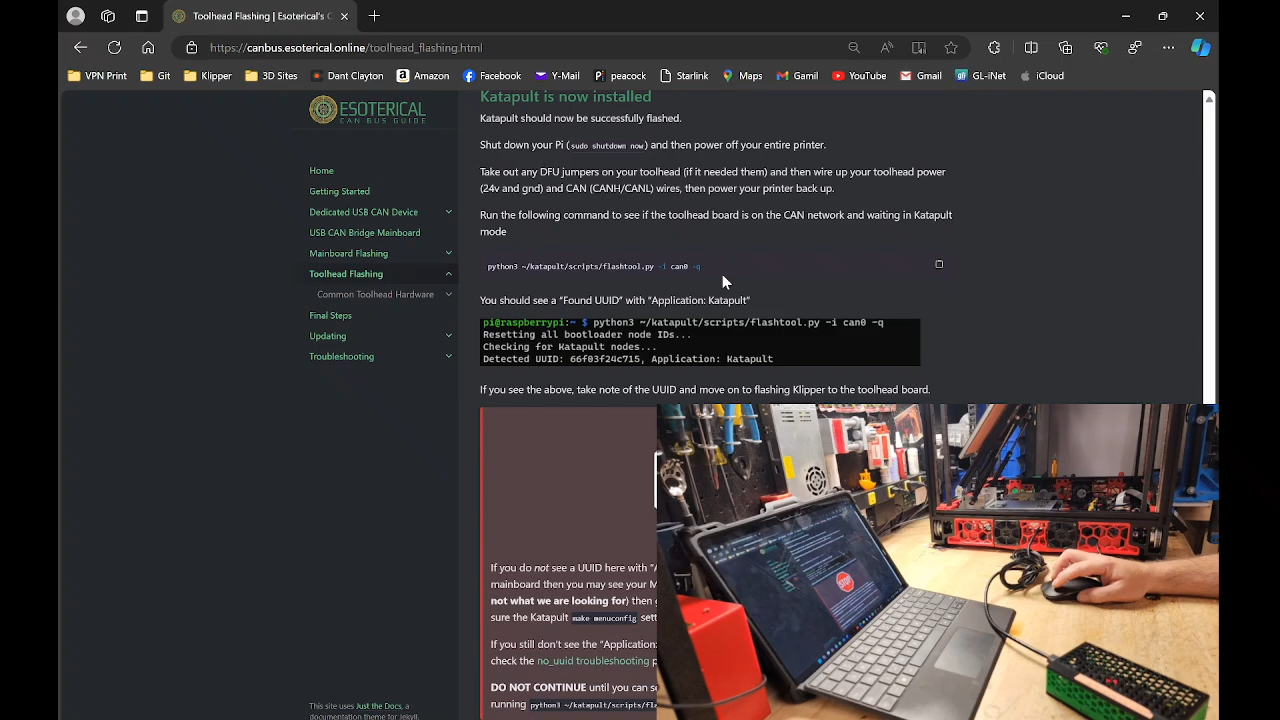 Toolhead Flashing | Esoterical's C
https://canbus.esoterical.online/toolhead_flashing.html
VPN Print
Git
Klipper
3D Sites
Dant Clayton
Amazon
Facebook
Y-Mail
peacock
Starlink
Maps
Gamil
YouTube
Gmail
GL-iNet
iCloud
ESOTERICAL
CAN BUS GUIDE
Home
Getting Started
Dedicated USB CAN Device
USB CAN Bridge Mainboard
Mainboard Flashing
Toolhead Flashing
Common Toolhead Hardware
Final Steps
Updating
Troubleshooting
This site uses Just the Docs, a
documentation theme for Jekyll.
Katapult is now installed
Katapult should now be successfully flashed.
Shut down your Pi (sudo shutdown now) and then power off your entire printer.
Take out any DFU jumpers on your toolhead (if it needed them) and then wire up your toolhead power
(24v and gnd) and CAN (CANH/CANL) wires, then power your printer back up.
Run the following command to see if the toolhead board is on the CAN network and waiting in Katapult
mode
python3 ~/katapult/scripts/flashtool.py -i can0 -q
You should see a "Found UUID" with "Application: Katapult"
pi@raspberrypi:~ $ python3 ~/katapult/scripts/flashtool.py -i can0 -q
Resetting all bootloader node IDs...
Checking for Katapult nodes...
Detected UUID: 66f03f24c715, Application: Katapult
If you see the above, take note of the UUID and move on to flashing Klipper to the toolhead board.
If you do not see a UUID here with "A
mainboard then you may see your M
not what we are looking for) then g
sure the Katapult make menuconfig set
If you still don't see the "Application:
check the no_uuid troubleshooting p
DO NOT CONTINUE until you can se
running python3 ~/katapult/scripts/fla
STOP